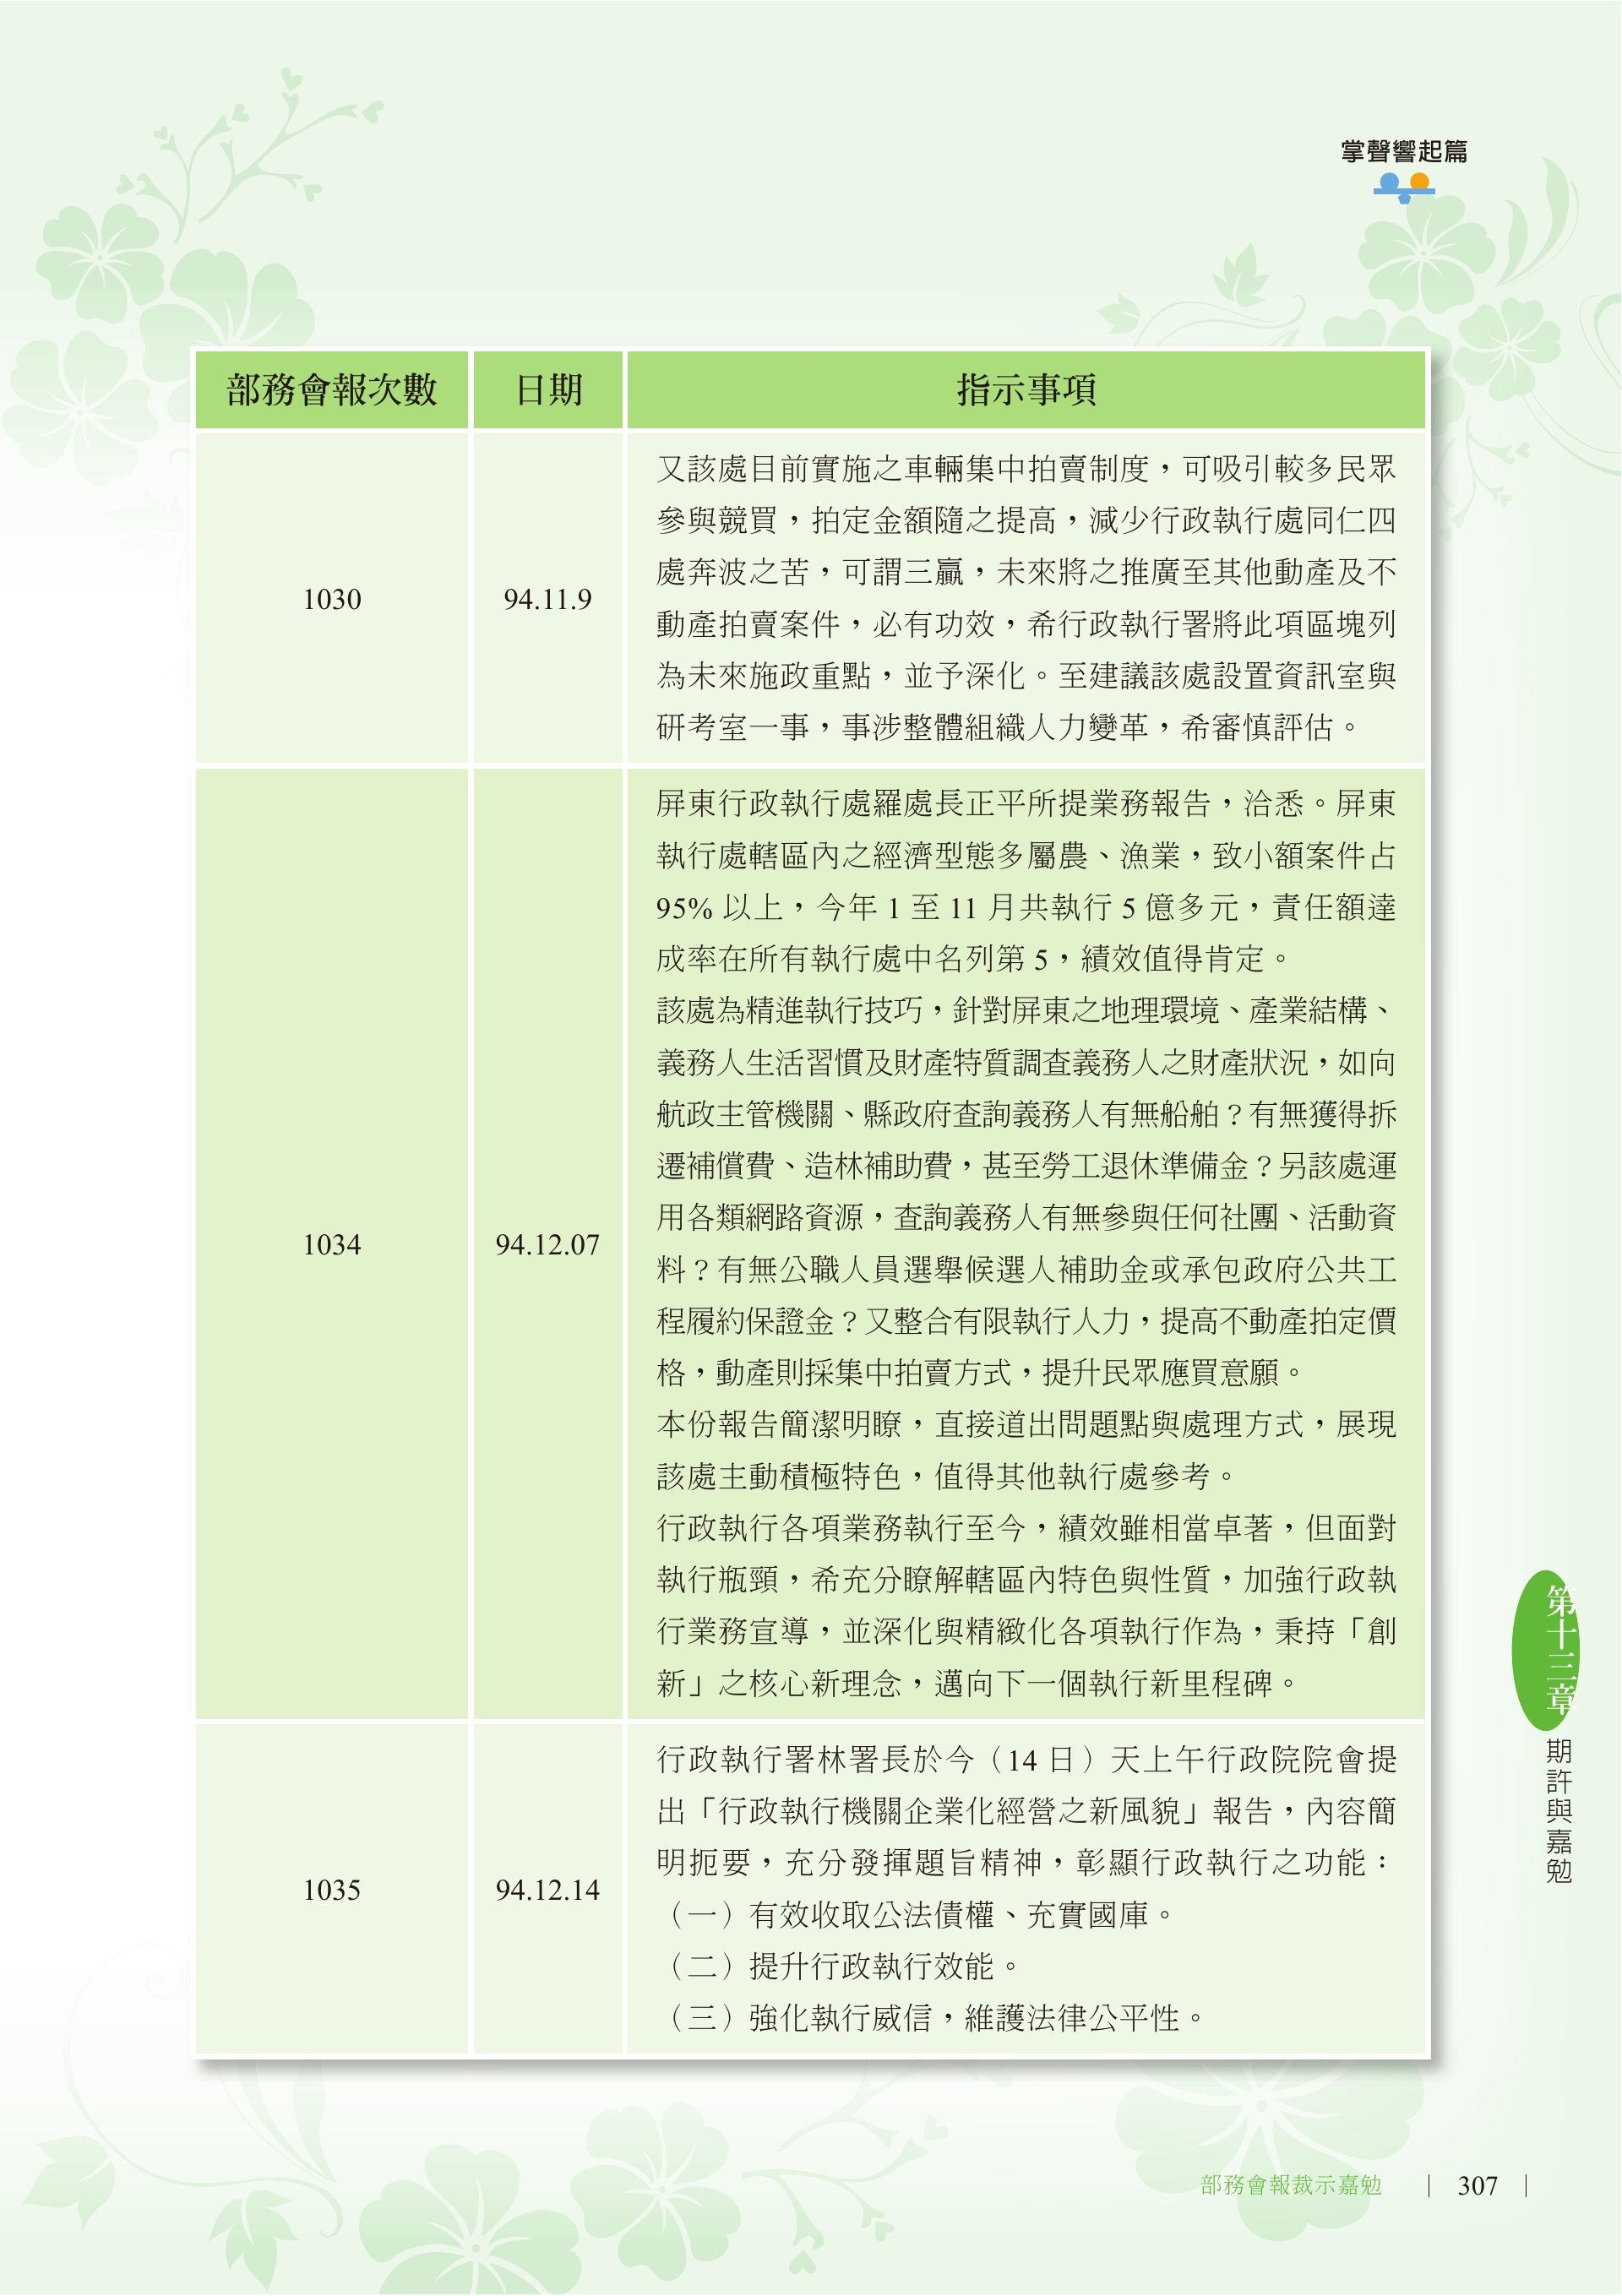 掌聲響起篇
部務會報次數
日期
指示事項
1030
94.11.9
又該處目前實施之車輛集中拍賣制度，可吸引較多民眾
參與競買，拍定金額隨之提高，減少行政執行處同仁四
處奔波之苦，可謂三贏，未來將之推廣至其他動產及不
動產拍賣案件，必有功效，希行政執行署將此項區塊列
為未來施政重點，並予深化。至建議該處設置資訊室與
研考室一事，事涉整體組織人力變革，希審慎評估。
1034
94.12.07
屏東行政執行處羅處長正平所提業務報告，洽悉。屏東
執行處轄區內之經濟型態多屬農、漁業，致小額案件占
95% 以上，今年 1 至 11 月共執行 5 億多元，責任額達
成率在所有執行處中名列第 5，績效值得肯定。
該處為精進執行技巧，針對屏東之地理環境、產業結構、
義務人生活習慣及財產特質調查義務人之財產狀況，如向
航政主管機關、縣政府查詢義務人有無船舶？有無獲得拆
遷補償費、造林補助費，甚至勞工退休準備金？另該處運
用各類網路資源，查詢義務人有無參與任何社團、活動資
料？有無公職人員選舉候選人補助金或承包政府公共工
程履約保證金？又整合有限執行人力，提高不動產拍定價
格，動產則採集中拍賣方式，提升民眾應買意願。
本份報告簡潔明瞭，直接道出問題點與處理方式，展現
該處主動積極特色，值得其他執行處參考。
行政執行各項業務執行至今，績效雖相當卓著，但面對
執行瓶頸，希充分瞭解轄區內特色與性質，加強行政執
行業務宣導，並深化與精緻化各項執行作為，秉持「創
新」之核心新理念，邁向下一個執行新里程碑。
1035
94.12.14
行政執行署林署長於今（14 日）天上午行政院院會提
出「行政執行機關企業化經營之新風貌」報告，內容簡
明扼要，充分發揮題旨精神，彰顯行政執行之功能：
（一）有效收取公法債權、充實國庫。
（二）提升行政執行效能。
（三）強化執行威信，維護法律公平性。
第十三章
期許與嘉勉
部務會報裁示嘉勉
307